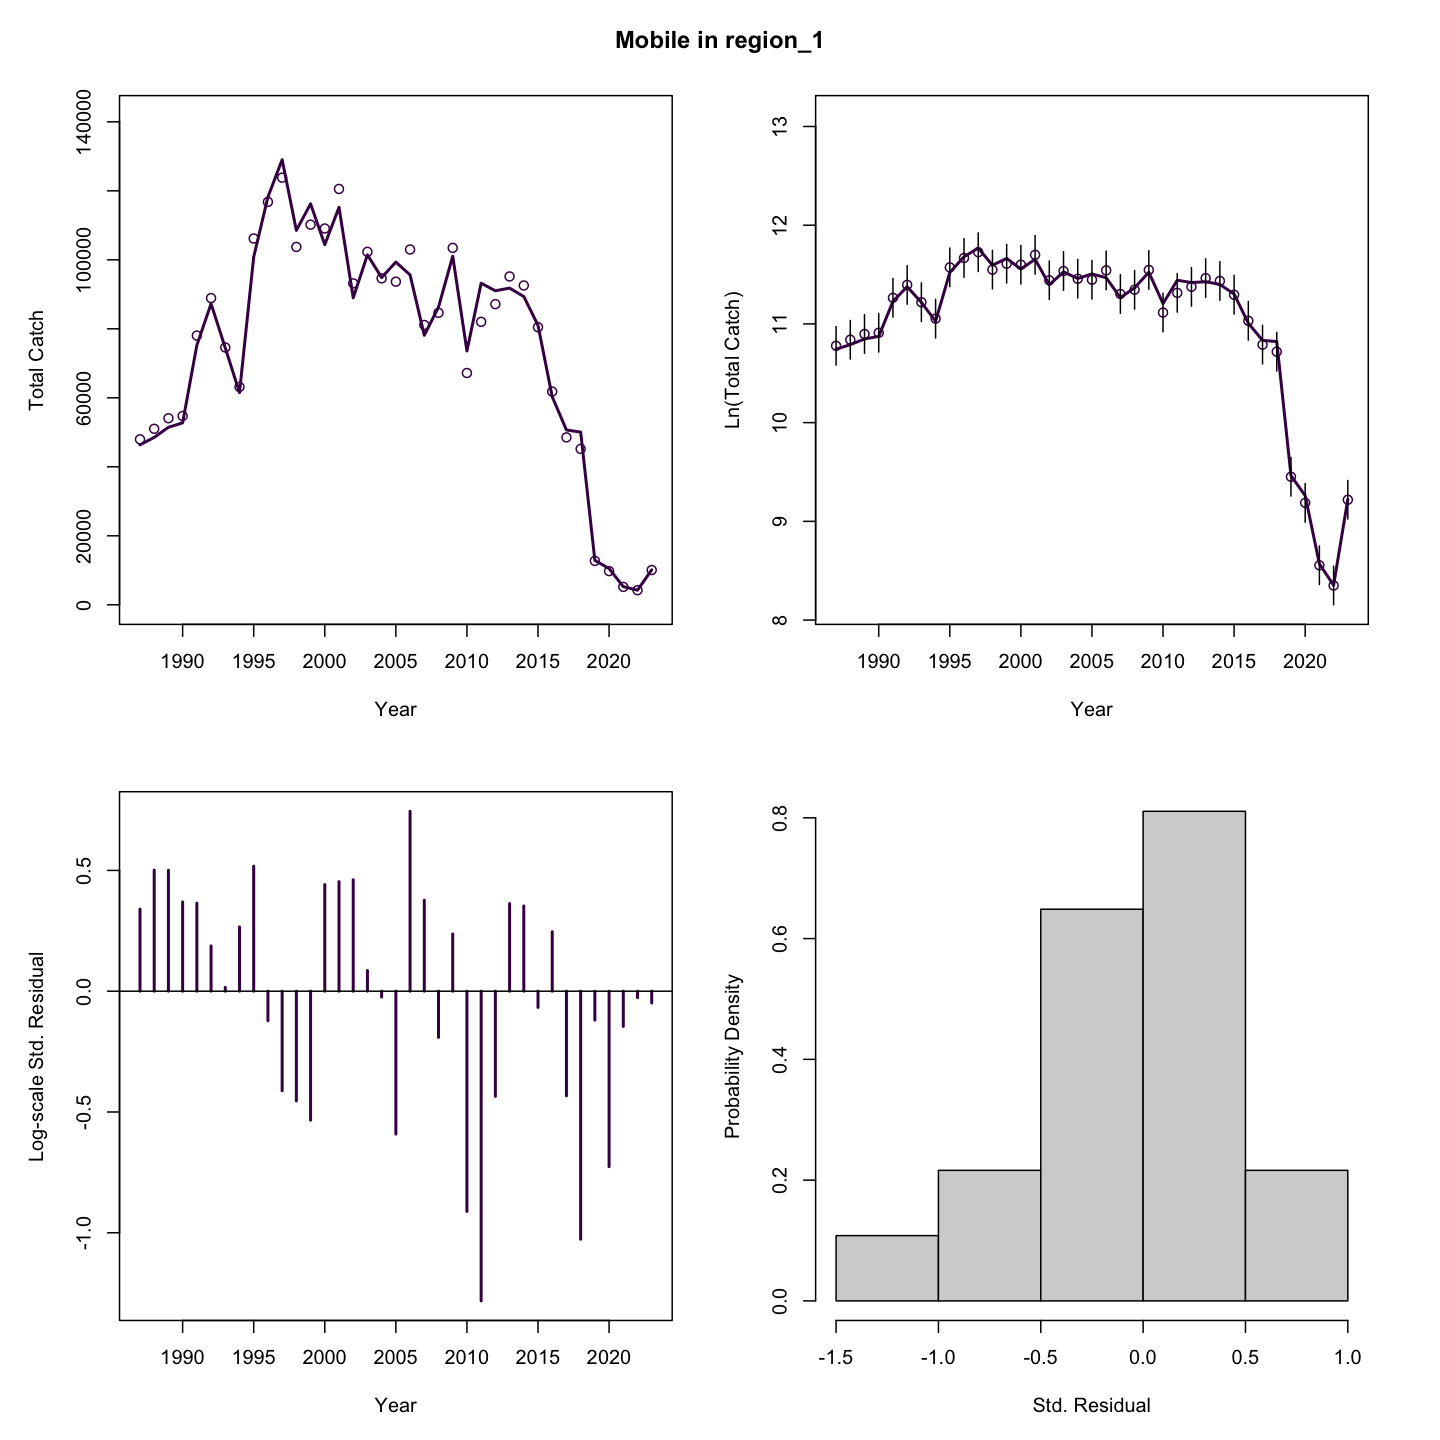 Mobile in region_1
Total Catch
0 20000 60000 100000 140000
1990 1995 2000 2005 2010 2015 2020
Year
Ln(Total Catch)
8 9 10 11 12 13
1990 1995 2000 2005 2010 2015 2020
Year
Log-scale Std. Residual
-1.0 -0.5 0.0 0.5
1990 1995 2000 2005 2010 2015 2020
Year
Probability Density
0.0 0.2 0.4 0.6 0.8
-1.5 -1.0 -0.5 0.0 0.5 1.0
Std. Residual